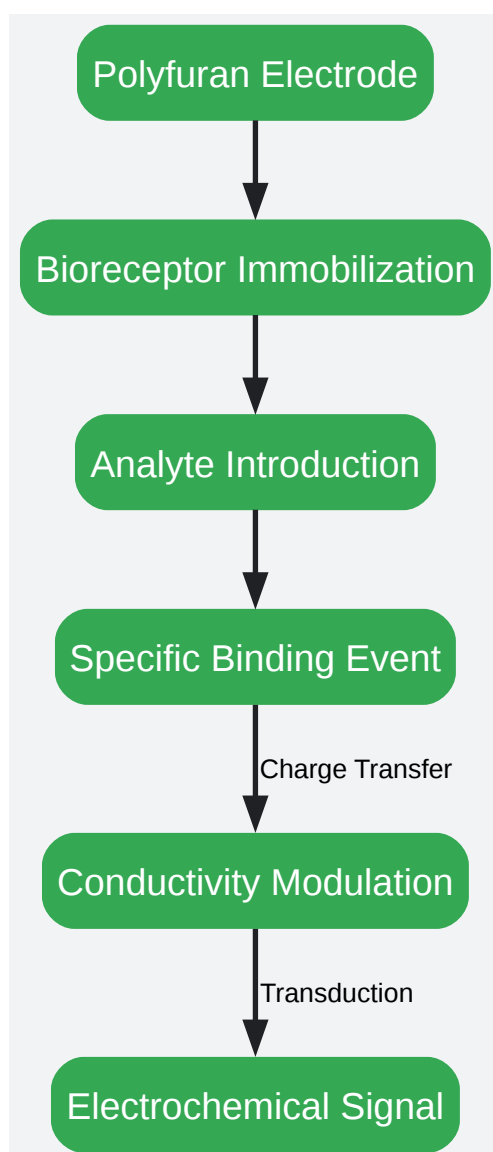 Polyfuran Electrode
Bioreceptor Immobilization
Analyte Introduction
Specific Binding Event
Charge Transfer
Conductivity Modulation
Transduction
Electrochemical Signal